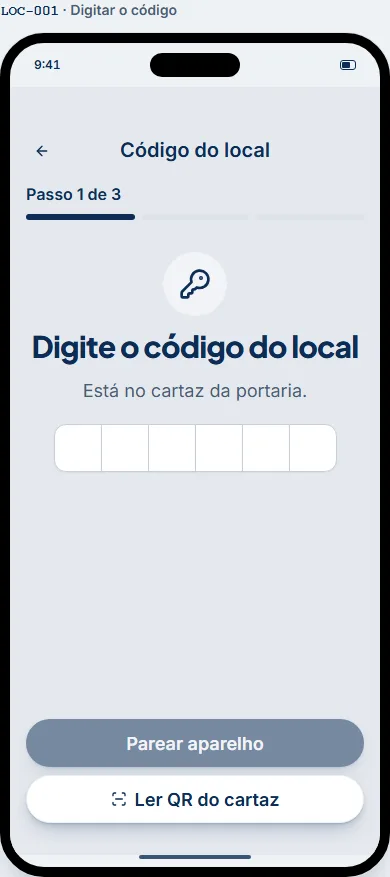 LOC-001 · Digitar o código
9:41
Código do local
Passo 1 de 3
Digite o código do local
Está no cartaz da portaria.
Parear aparelho
Ler QR do cartaz